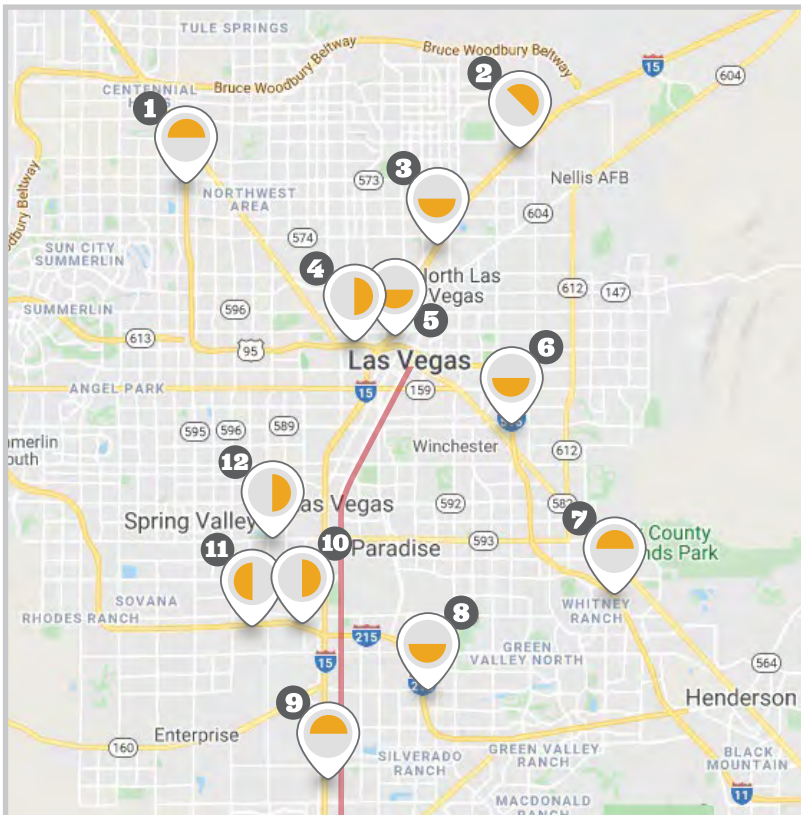 TULE SPRINGS
Bruce Woodbury Beltway
Bruce Woodbury Beltway
15
2
604
CENTENNIAL
1
3
573
Nellis AFB
NORTHWEST
AREA
604
574
SUN CITY
SUMMERLIN
4
North Las
Vegas
612
147
SUMMERLIN
596
5
613
95
6
Las Vegas
ANGEL PARK
15
159
595
596
589
Winchester
612
12
592
582
Las Vegas
Spring Valley
7
County
10
593
Paradise
11
Park
SOVANA
WHITNEY
RANCH
RHODES RANCH
8
215
GREEN
VALLEY NORTH
15
564
9
Henderson
Enterprise
160
SILVERADO
RANCH
GREEN VALLEY
RANCH
BLACK
MOUNTAIN
11
MACDONALD
RANCH